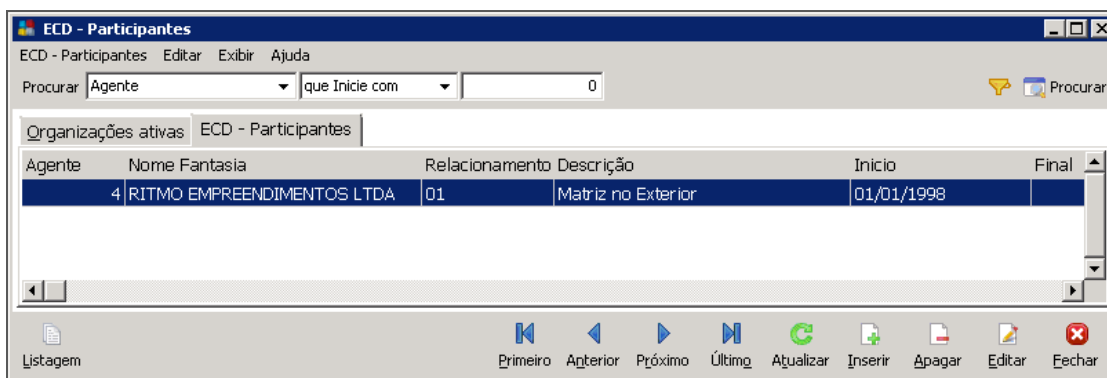 ECD - Participantes
ECD - Participantes Editar Exibir Ajuda
Procurar Agente que Inicie com 0 Procurar
Organizações ativas ECD - Participantes
Agente Nome Fantasia Relacionamento Descrição Inicio Final
4 RITMO EMPREENDIMENTOS LTDA 01 Matriz no Exterior 01/01/1998
Listagem Primeiro Anterior Próximo Último Atualizar Inserir Apagar Editar Fechar